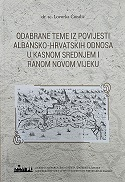 dr. sc. Lovorka Čoralić
ODABRANE TEME IZ POVIJESTI
ALBANSKO-HRVATSKIH ODNOSA
U KASNOM SREDNJEM I
RANOM NOVOM VIJEKU